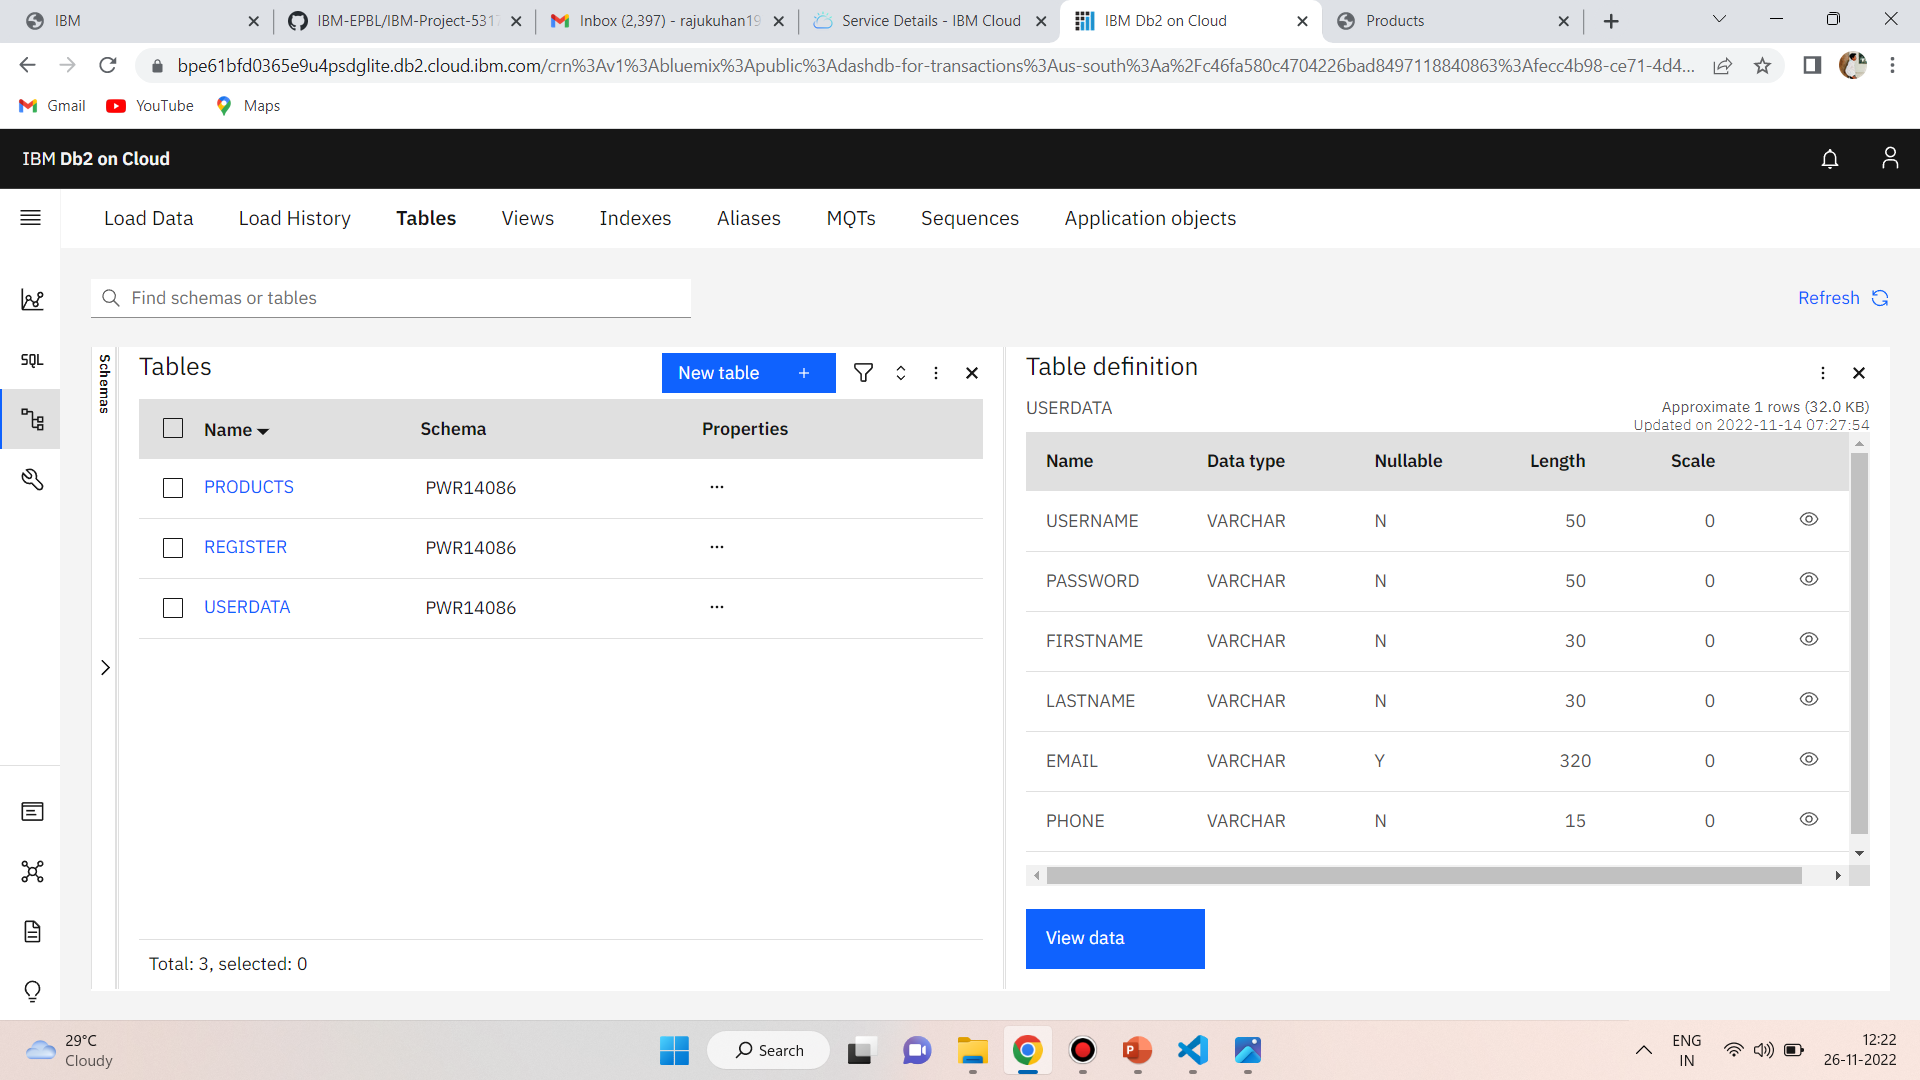 IBM
IBM-EPBL/IBM-Project-5317
Inbox (2,397) - rajukuhan19
Service Details - IBM Cloud
IBM Db2 on Cloud
Products
bpe61bfd0365e9u4psdglite.db2.cloud.ibm.com/crn%3Av1%3Abluemix%3Apublic%3Adashdb-for-transactions%3Aus-south%3Aa%2Fc46fa580c4704226bad8497118840863%3Afecc4b98-ce71-4d4...
Gmail
YouTube
Maps
IBM Db2 on Cloud
Load Data
Load History
Tables
Views
Indexes
Aliases
MQTs
Sequences
Application objects
Find schemas or tables
Refresh
SQL
Schemas
Tables
New table +
Name
Schema
Properties
PRODUCTS
PWR14086
...
REGISTER
PWR14086
...
USERDATA
PWR14086
...
Total: 3, selected: 0
Table definition
USERDATA
Approximate 1 rows (32.0 KB)
Updated on 2022-11-14 07:27:54
Name Data type Nullable Length Scale
USERNAME VARCHAR N 50 0
PASSWORD VARCHAR N 50 0
FIRSTNAME VARCHAR N 30 0
LASTNAME VARCHAR N 30 0
EMAIL VARCHAR Y 320 0
PHONE VARCHAR N 15 0
View data
29°C
Cloudy
Search
ENG
IN
12:22
26-11-2022